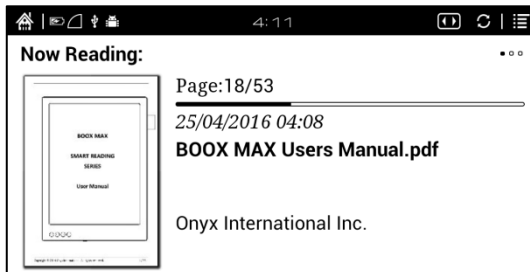 4:11
Now Reading:
Page:18/53
25/04/2016 04:08
BOOX MAX Users Manual.pdf
BOOX MAX
SMART READING
SERIES
User Manual
Onyx International Inc.